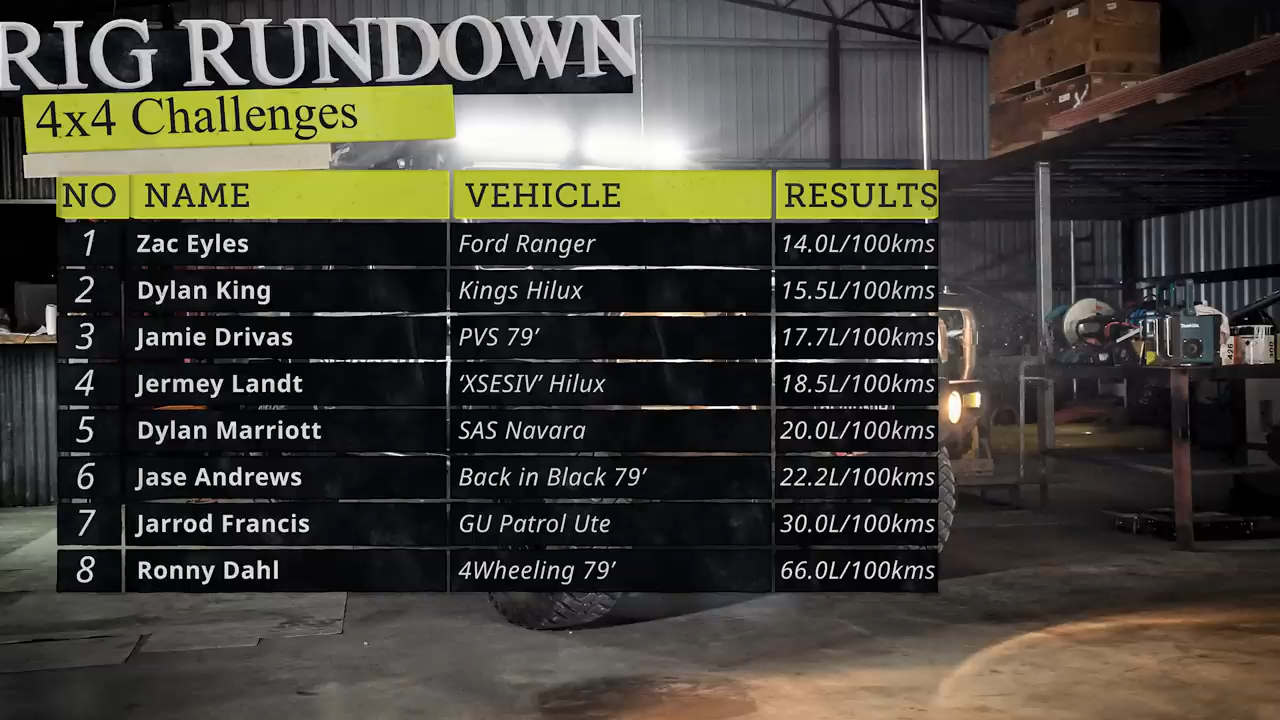 RIG RUNDOWN
4x4 Challenges
NO NAME VEHICLE RESULTS
1 Zac Eyles Ford Ranger 14.0L/100kms
2 Dylan King Kings Hilux 15.5L/100kms
3 Jamie Drivas PVS 79’ 17.7L/100kms
4 Jermey Landt ‘XSESIV’ Hilux 18.5L/100kms
5 Dylan Marriott SAS Navara 20.0L/100kms
6 Jase Andrews Back in Black 79’ 22.2L/100kms
7 Jarrod Francis GU Patrol Ute 30.0L/100kms
8 Ronny Dahl 4Wheeling 79’ 66.0L/100kms